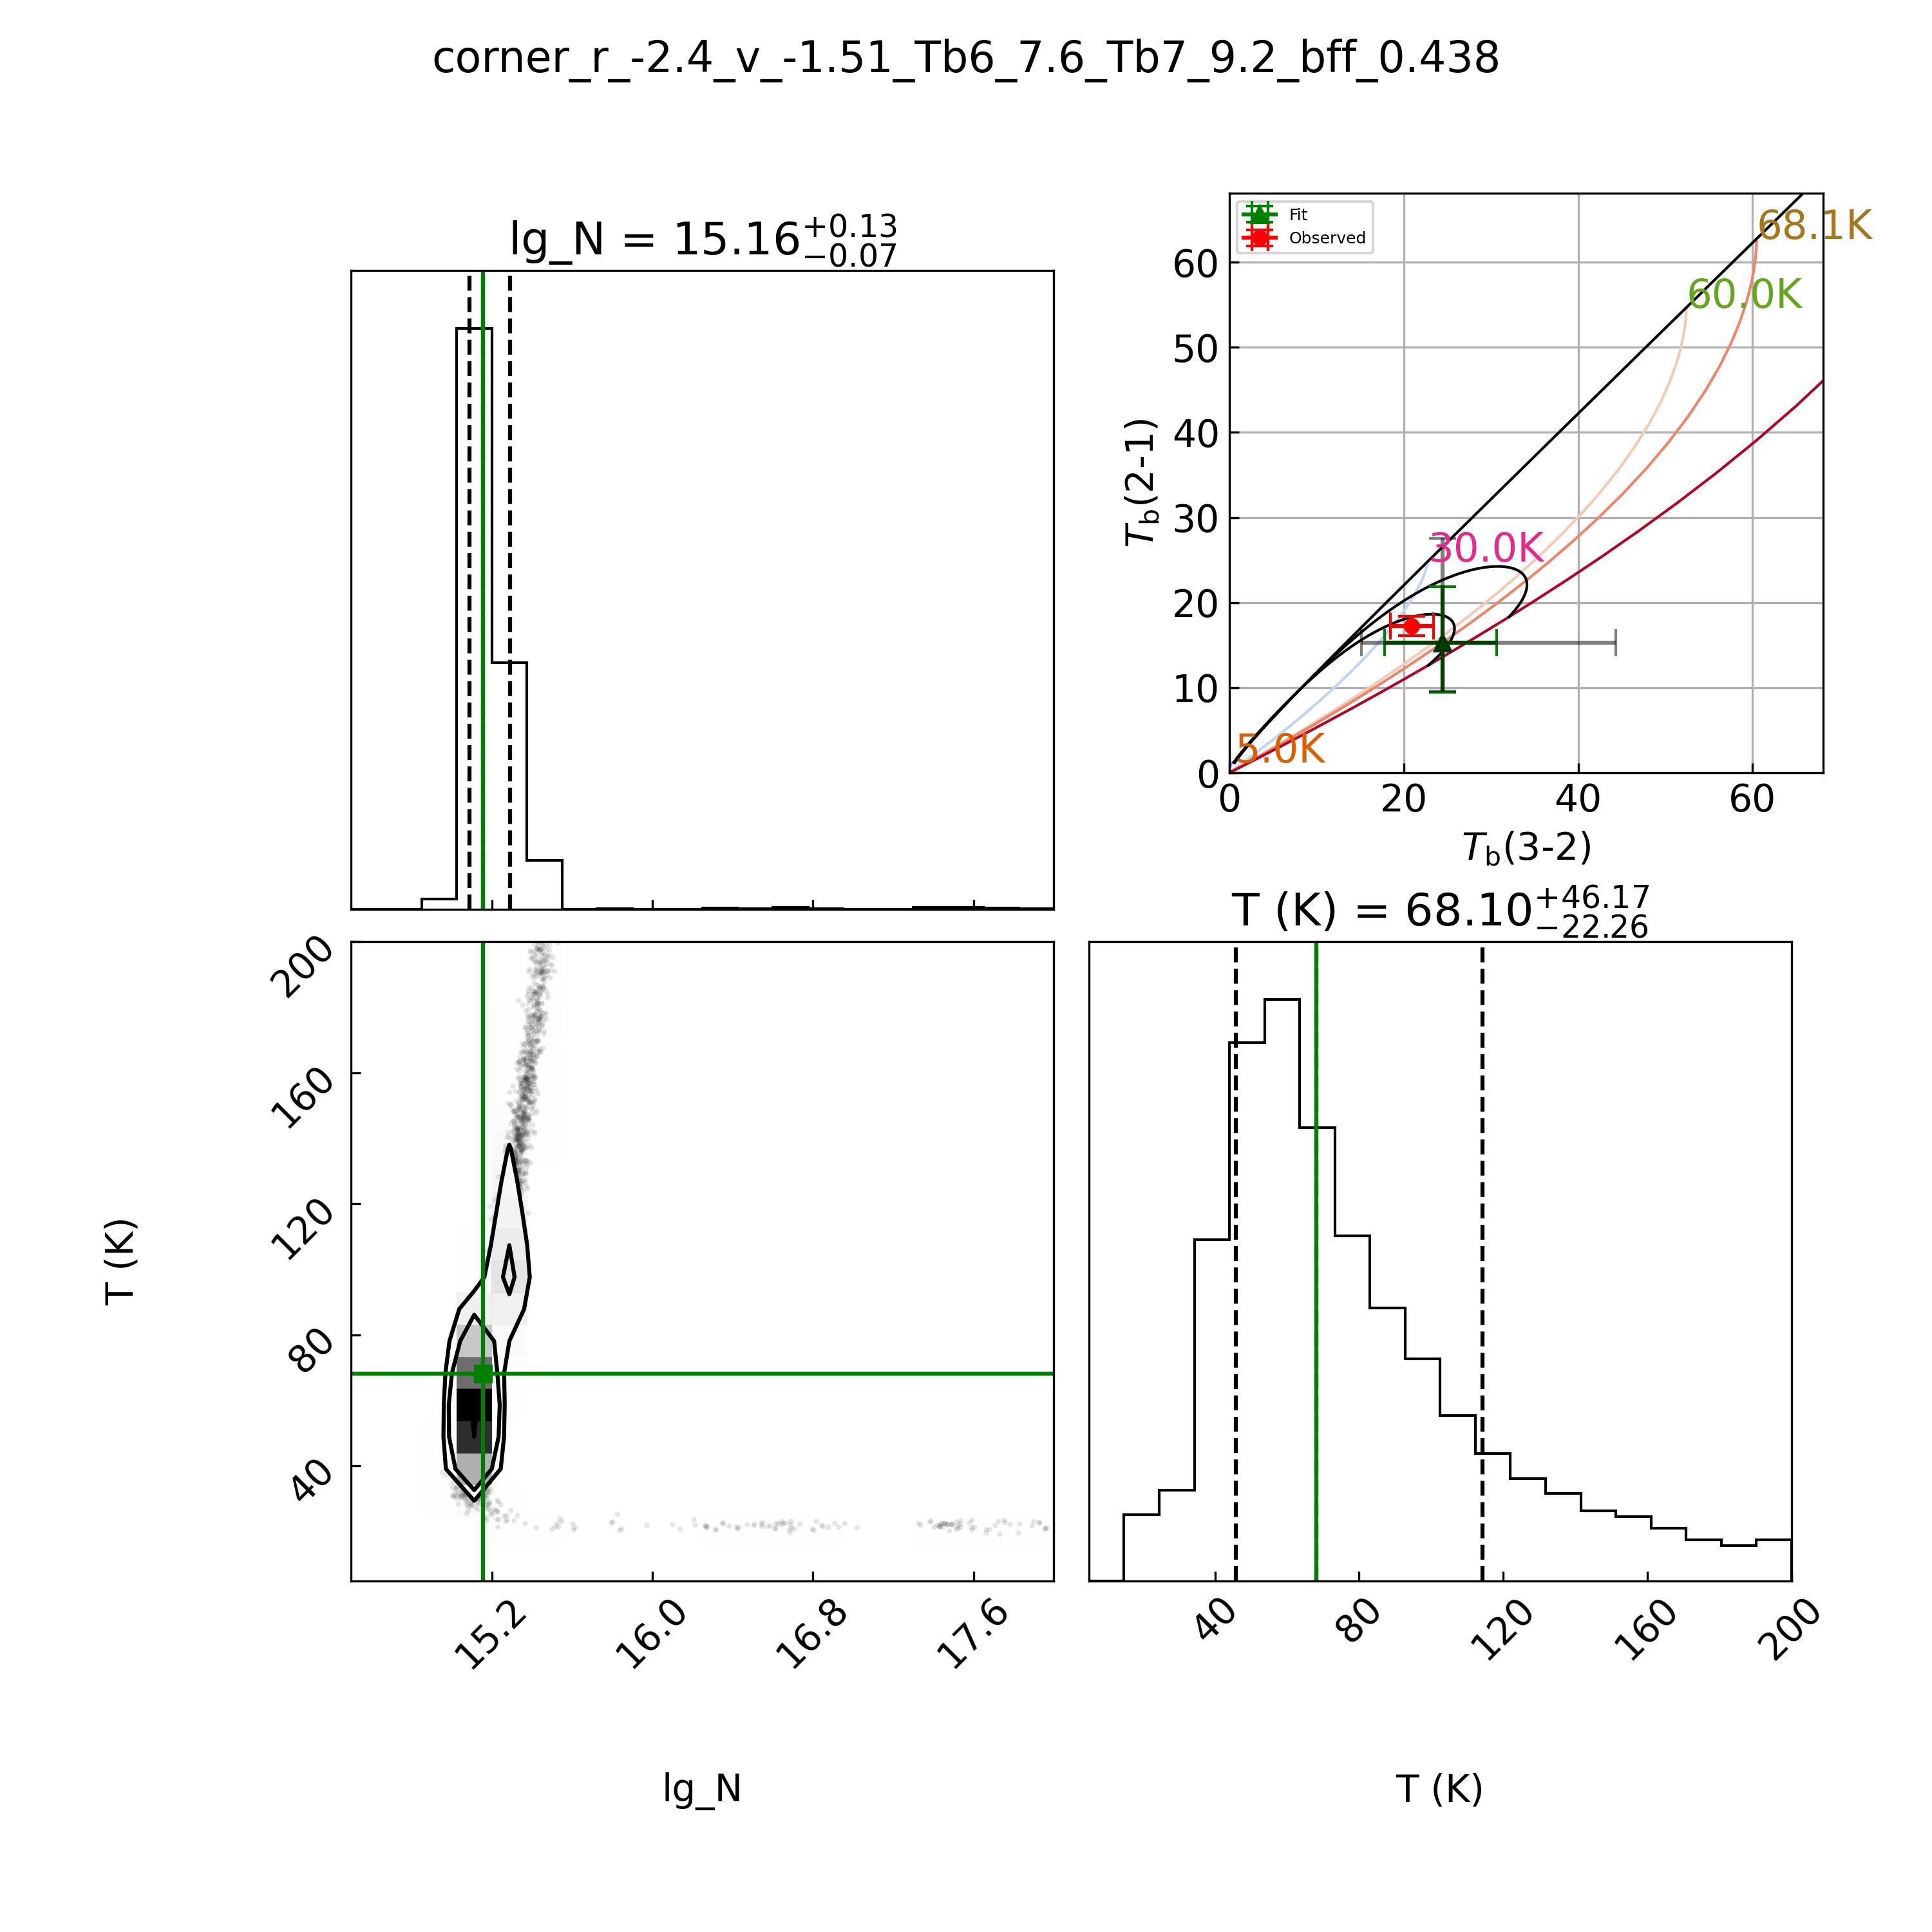 corner_r_-2.4_v_-1.51_Tb6_7.6_Tb7_9.2_bff_0.438
lg_N = 15.16+0.13−0.07
Fit
Observed
68.1K
60.0K
30.0K
5.0K
60
50
40
30
20
10
0
Tb(2-1)
0 20 40 60
Tb(3-2)
T (K) = 68.10+46.17−22.26
200
160
120
80
40
T (K)
15.2 16.0 16.8 17.6
lg_N
40 80 120 160 200
T (K)